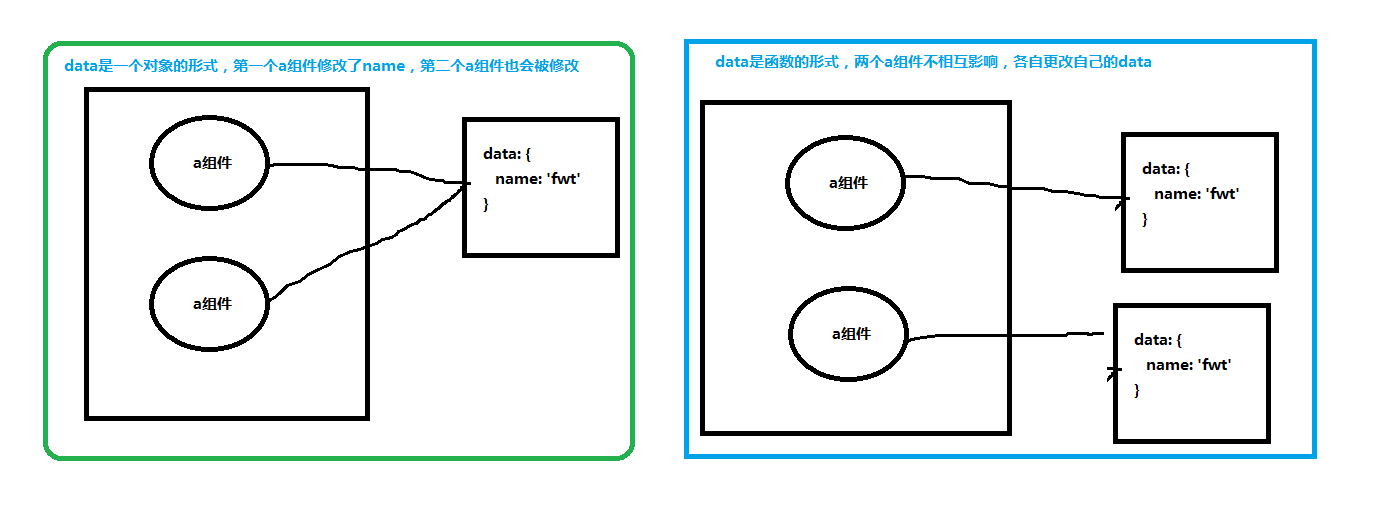 data是一个对象的形式，第一个a组件修改了name，第二个a组件也会被修改
a组件
data: {
name: 'fwt'
}
a组件
data是函数的形式，两个a组件不相互影响，各自更改自己的data
a组件
data: {
name: 'fwt'
}
a组件
data: {
name: 'fwt'
}